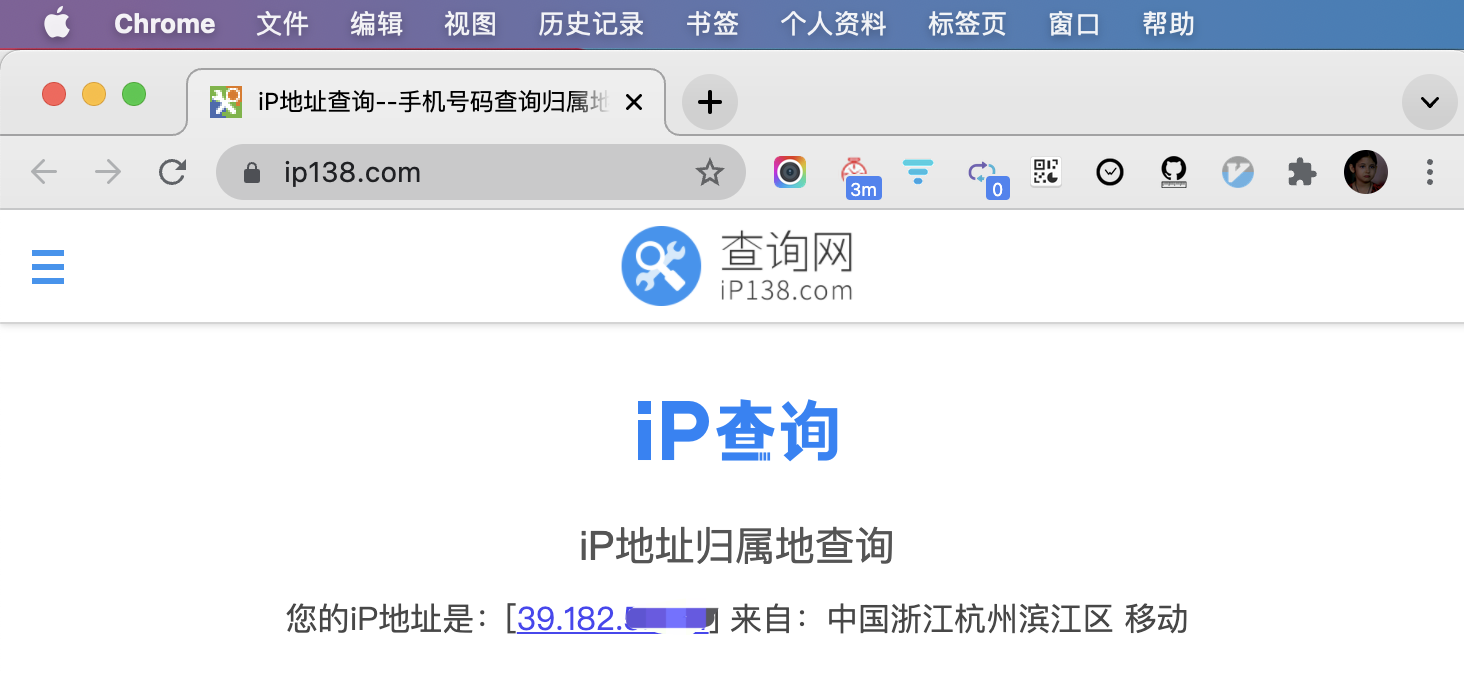 Chrome 文件 编辑 视图 历史记录 书签 个人资料 标签页 窗口 帮助
iP地址查询--手机号码查询归属地
ip138.com
3m 0
查询网
iP138.com
iP查询
iP地址归属地查询
您的iP地址是：[39.182.] 来自：中国浙江杭州滨江区 移动